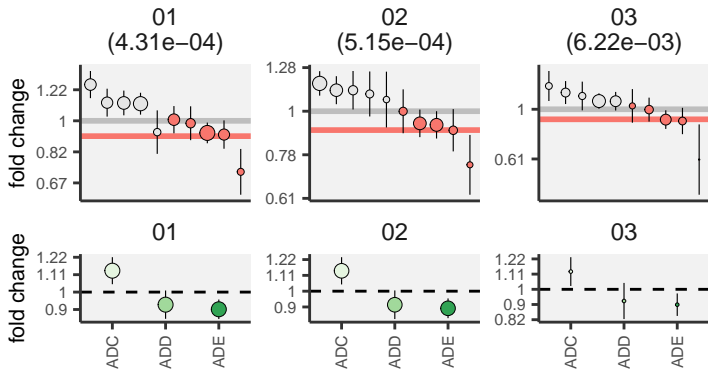 01
(4.31e−04)
02
(5.15e−04)
03
(6.22e−03)
fold change
1.22
1
0.82
0.67
1.28
1
0.78
0.61
1
0.61
01
02
03
fold change
1.22
1.11
1
0.9
1.22
1.11
1
0.9
1.22
1.11
1
0.9
0.82
ADC
ADD
ADE
ADC
ADD
ADE
ADC
ADD
ADE